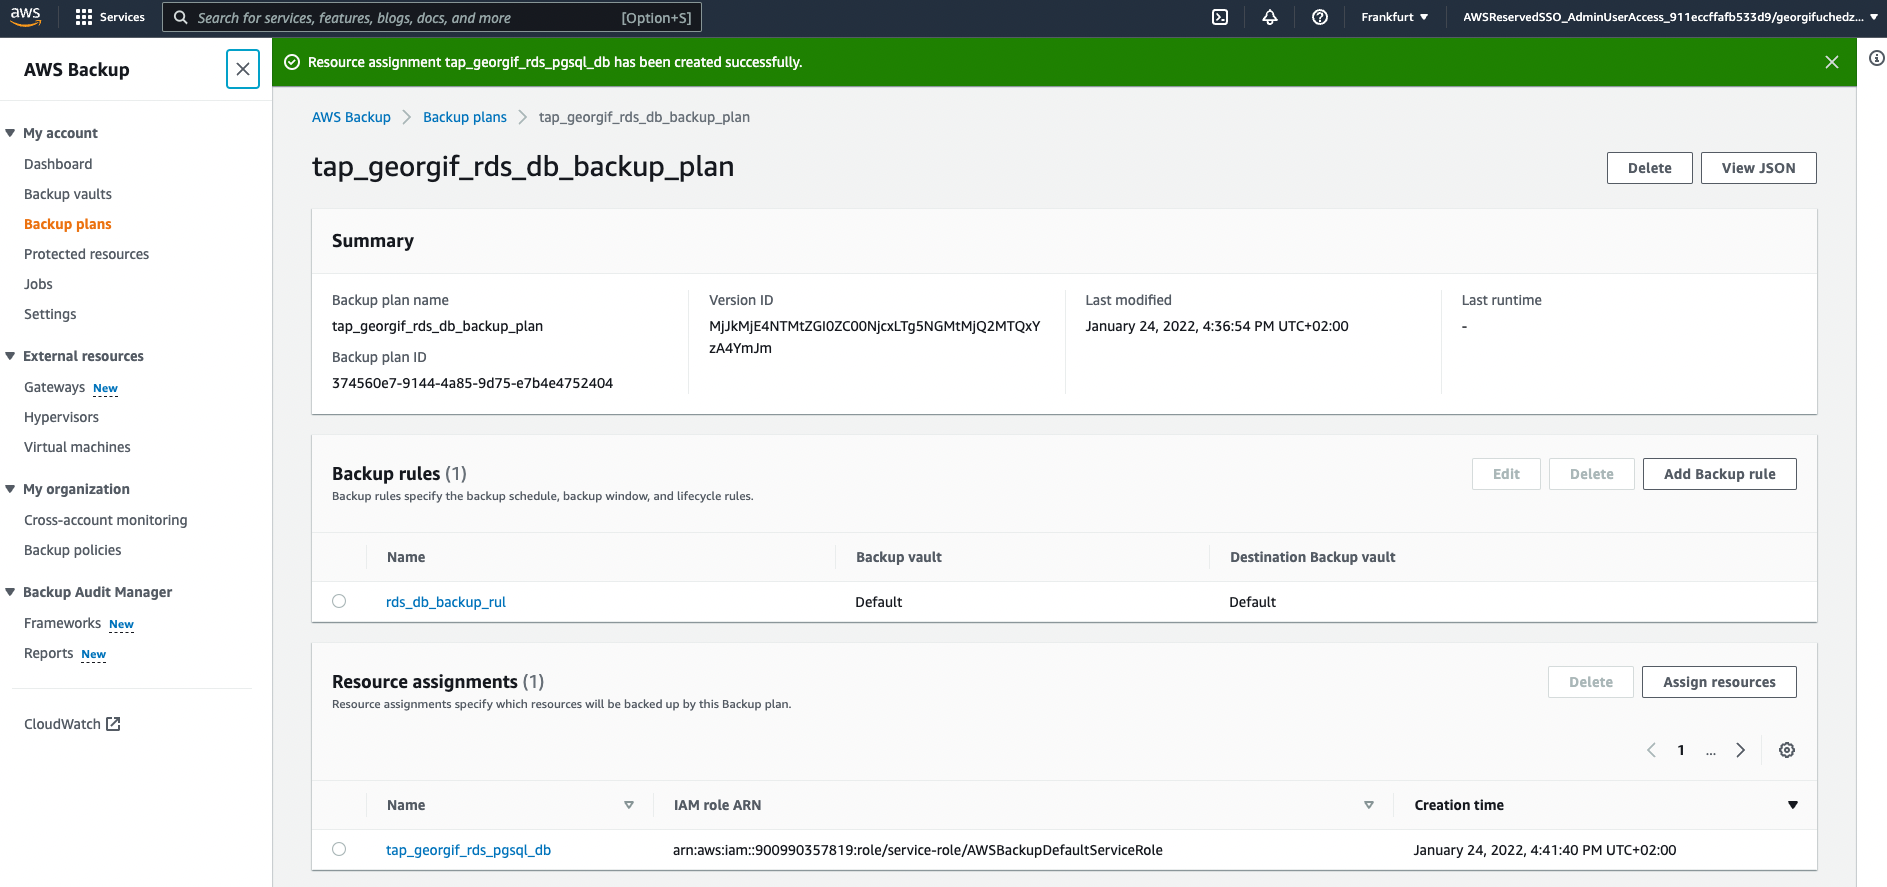 aws
Services
Search for services, features, blogs, docs, and more
[Option+S]
Frankfurt
AWSReservedSSO_AdminUserAccess_911eccffafb533d9/georgifuchedz...
AWS Backup
Resource assignment tap_georgif_rds_pgsql_db has been created successfully.
My account
Dashboard
Backup vaults
Backup plans
Protected resources
Jobs
Settings
External resources
Gateways New
Hypervisors
Virtual machines
My organization
Cross-account monitoring
Backup policies
Backup Audit Manager
Frameworks New
Reports New
CloudWatch
AWS Backup
Backup plans
tap_georgif_rds_db_backup_plan
tap_georgif_rds_db_backup_plan
Delete
View JSON
Summary
Backup plan name
tap_georgif_rds_db_backup_plan
Backup plan ID
374560e7-9144-4a85-9d75-e7b4e4752404
Version ID
MjJkMjE4NTMtZGI0ZC00NjcxLTg5NGMtMjQ2MTQxY
zA4YmJm
Last modified
January 24, 2022, 4:36:54 PM UTC+02:00
Last runtime
-
Backup rules (1)
Backup rules specify the backup schedule, backup window, and lifecycle rules.
Edit
Delete
Add Backup rule
Name
Backup vault
Destination Backup vault
rds_db_backup_rul
Default
Default
Resource assignments (1)
Resource assignments specify which resources will be backed up by this Backup plan.
Delete
Assign resources
1
...
Name
IAM role ARN
Creation time
tap_georgif_rds_pgsql_db
arn:aws:iam::900990357819:role/service-role/AWSBackupDefaultServiceRole
January 24, 2022, 4:41:40 PM UTC+02:00